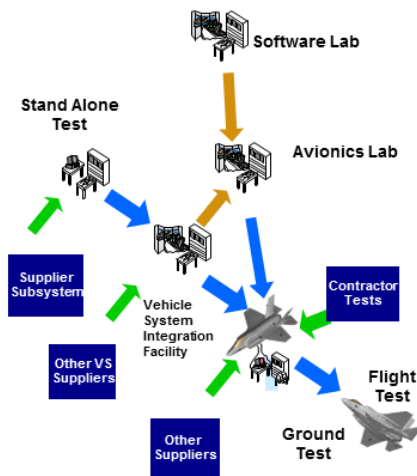 Software Lab
Stand Alone
Test
Avionics Lab
Supplier
Subsystem
Vehicle
System
Integration
Facility
Contractor
Tests
Other VS
Suppliers
Flight
Test
Other
Suppliers
Ground
Test